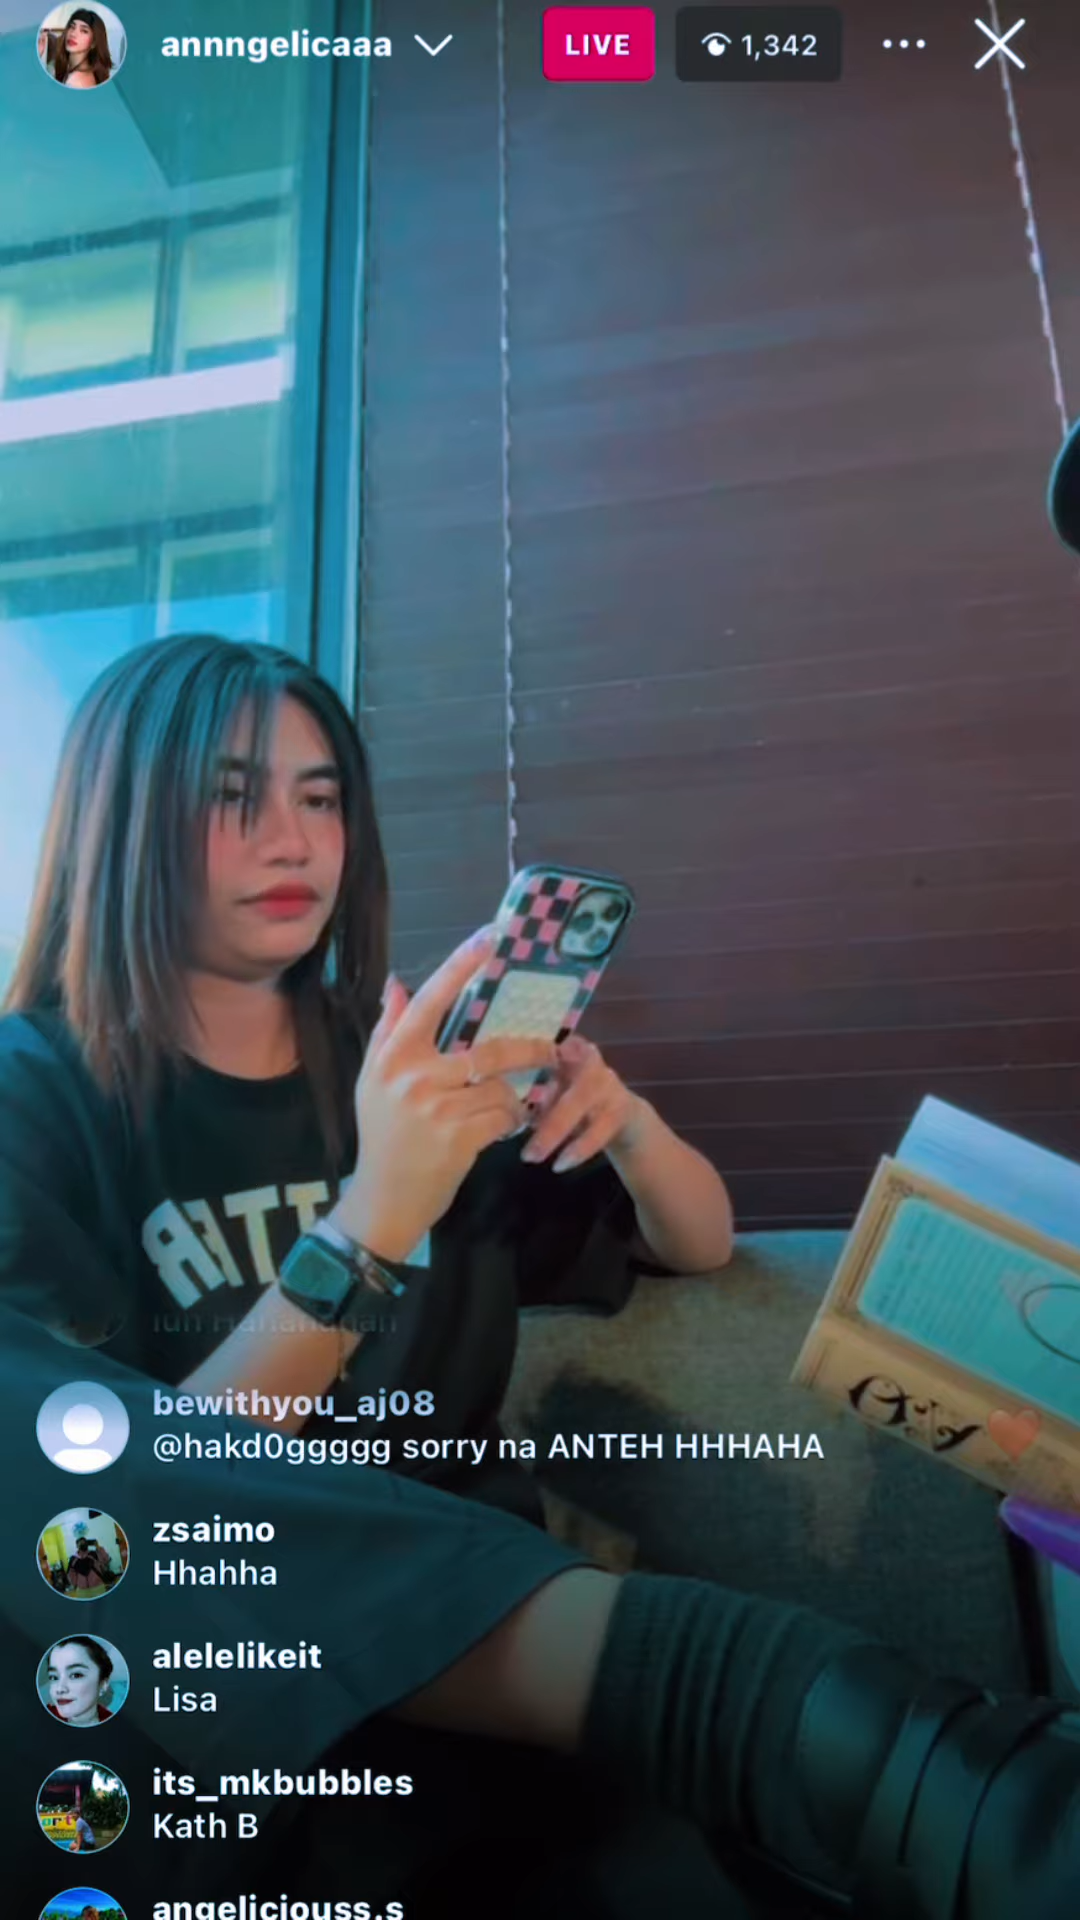 annngelicaaa
LIVE
1,342
bewithyou_aj08
@hakd0ggggg sorry na ANTEH HHHAHA
zsaimo
Hhahha
alelelikeit
Lisa
its_mkbubbles
Kath B
angeliciouss.s